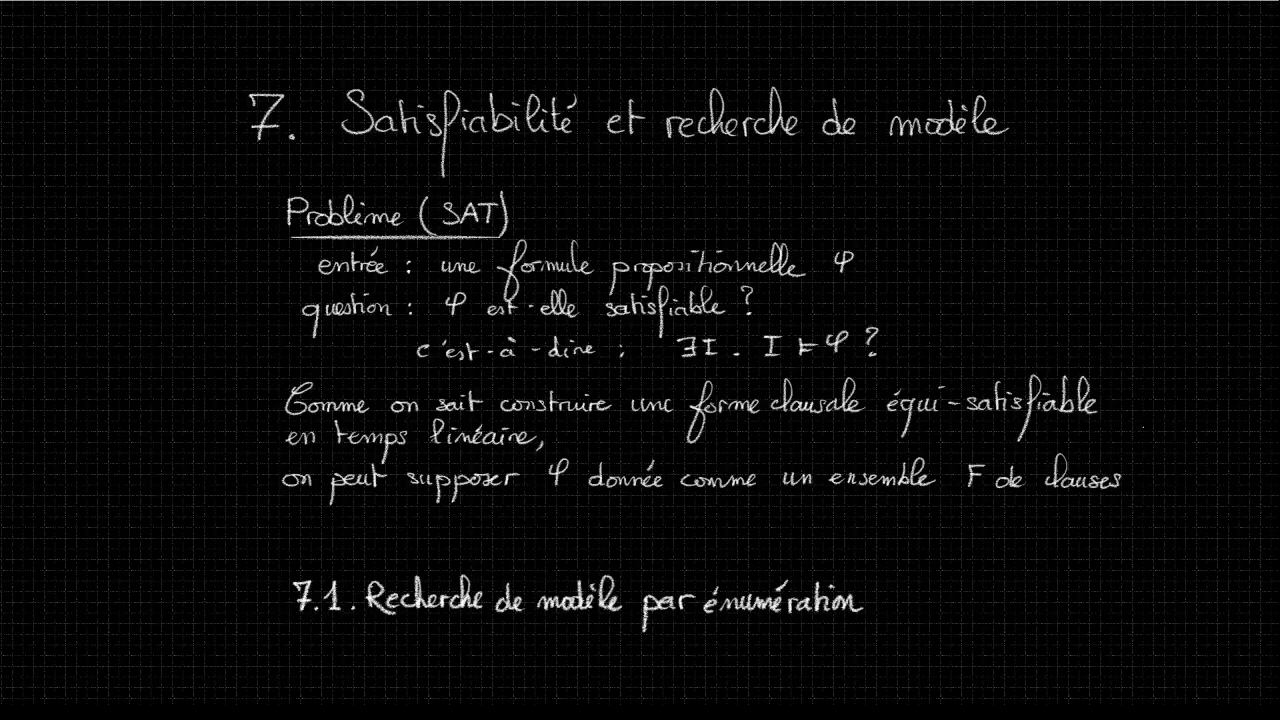 7. Satisfiabilité et recherche de modèle
Problème (SAT)
entrée : une formule propositionnelle φ
question : φ est-elle satisfiable ?
c'est-à-dire : ∃I . I ⊨ φ ?
Comme on sait construire une forme clausale équi-satisfiable
en temps linéaire,
on peut supposer φ donnée comme un ensemble F de clauses
7.1. Recherche de modèle par énumération